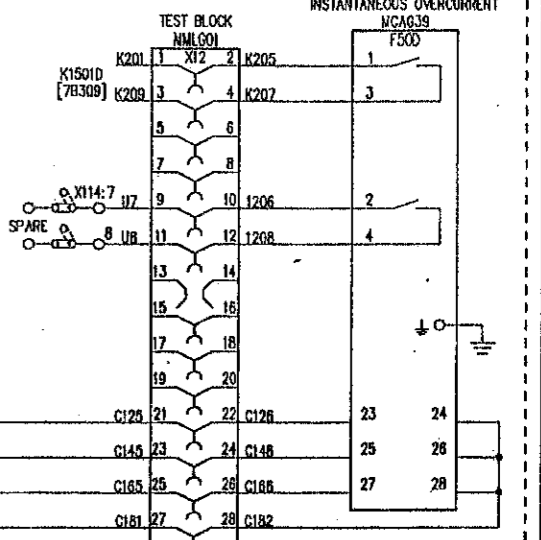 INSTANTANEOUS OVERCURRENT
TEST BLOCK MCAG39
NMLG01 F50D
K201 1 X12 2 K205 1
K1501D
[7B309] K209 3 4 K207 3
5 6
7 8
X114:7 U7 9 10 1206 2
SPARE 8 U8 11 12 1208 4
13 14
15 16
17 18
19 20
C125 21 22 C126 23 24
C145 23 24 C146 25 26
C165 25 26 C166 27 28
C181 27 28 C182